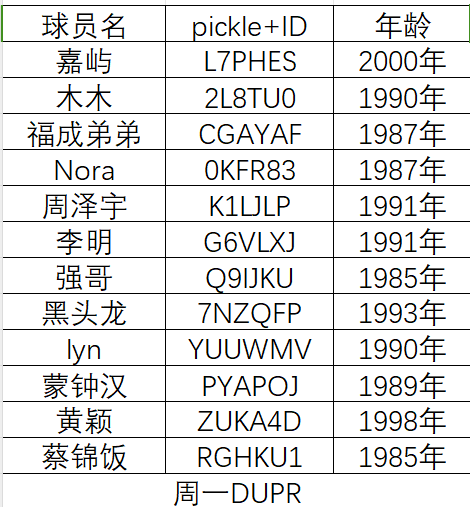 球员名 pickle+ID 年龄
嘉屿 L7PHES 2000年
木木 2L8TU0 1990年
福成弟弟 CGAYAF 1987年
Nora 0KFR83 1987年
周泽宇 K1LJLP 1991年
李明 G6VLXJ 1991年
强哥 Q9IJKU 1985年
黑头龙 7NZQFP 1993年
lyn YUUWMV 1990年
蒙钟汉 PYAPOJ 1989年
黄颖 ZUKA4D 1998年
蔡锦饭 RGHKU1 1985年
周一DUPR